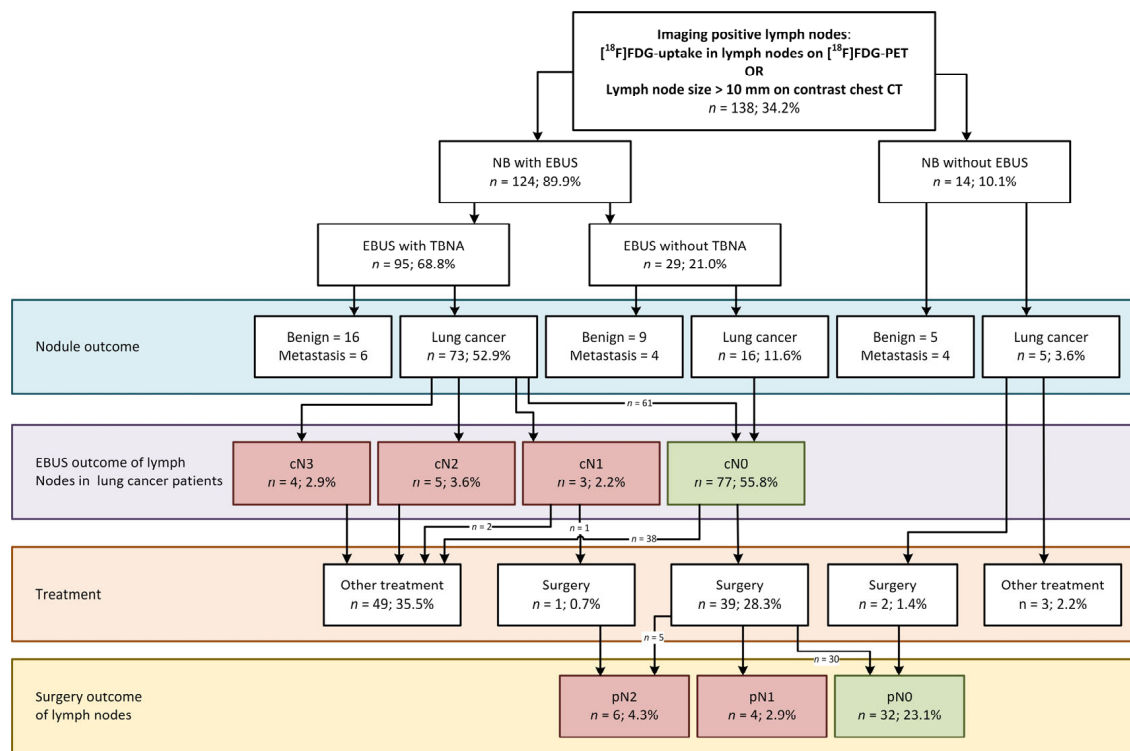 Imaging positive lymph nodes:
[¹⁸F]FDG-uptake in lymph nodes on [¹⁸F]FDG-PET
OR
Lymph node size > 10 mm on contrast chest CT
n = 138; 34.2%
NB with EBUS
n = 124; 89.9%
NB without EBUS
n = 14; 10.1%
EBUS with TBNA
n = 95; 68.8%
EBUS without TBNA
n = 29; 21.0%
Nodule outcome
Benign = 16
Metastasis = 6
Lung cancer
n = 73; 52.9%
Benign = 9
Metastasis = 4
Lung cancer
n = 16; 11.6%
Benign = 5
Metastasis = 4
Lung cancer
n = 5; 3.6%
n = 61
EBUS outcome of lymph
Nodes in lung cancer patients
cN3
n = 4; 2.9%
cN2
n = 5; 3.6%
cN1
n = 3; 2.2%
cN0
n = 77; 55.8%
n = 2
n = 1
n = 38
Treatment
Other treatment
n = 49; 35.5%
Surgery
n = 1; 0.7%
Surgery
n = 39; 28.3%
Surgery
n = 2; 1.4%
Other treatment
n = 3; 2.2%
n = 5
n = 30
Surgery outcome
of lymph nodes
pN2
n = 6; 4.3%
pN1
n = 4; 2.9%
pN0
n = 32; 23.1%